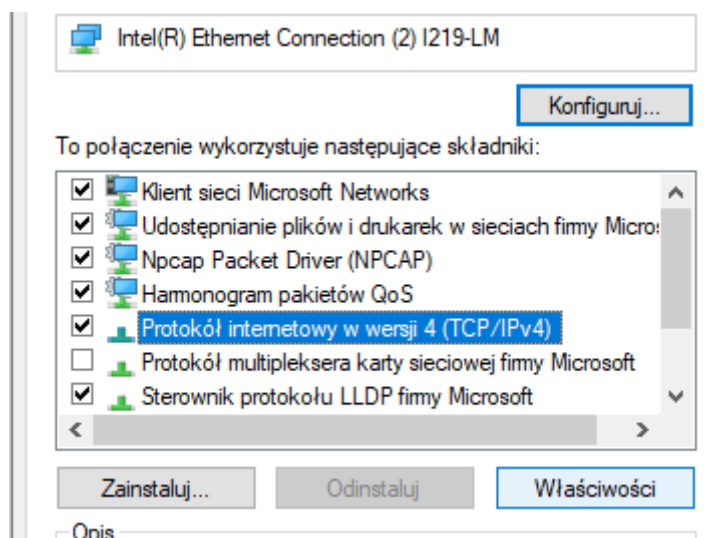 Intel(R) Ethernet Connection (2) I219-LM
Konfiguruj...
To połączenie wykorzystuje następujące składniki:
Klient sieci Microsoft Networks
Udostępnianie plików i drukarek w sieciach firmy Micro
Npcap Packet Driver (NPCAP)
Harmonogram pakietów QoS
Protokół internetowy w wersji 4 (TCP/IPv4)
Protokół multipleksera karty sieciowej firmy Microsoft
Sterownik protokołu LLDP firmy Microsoft
Zainstaluj... Odinstaluj Właściwości
Opis